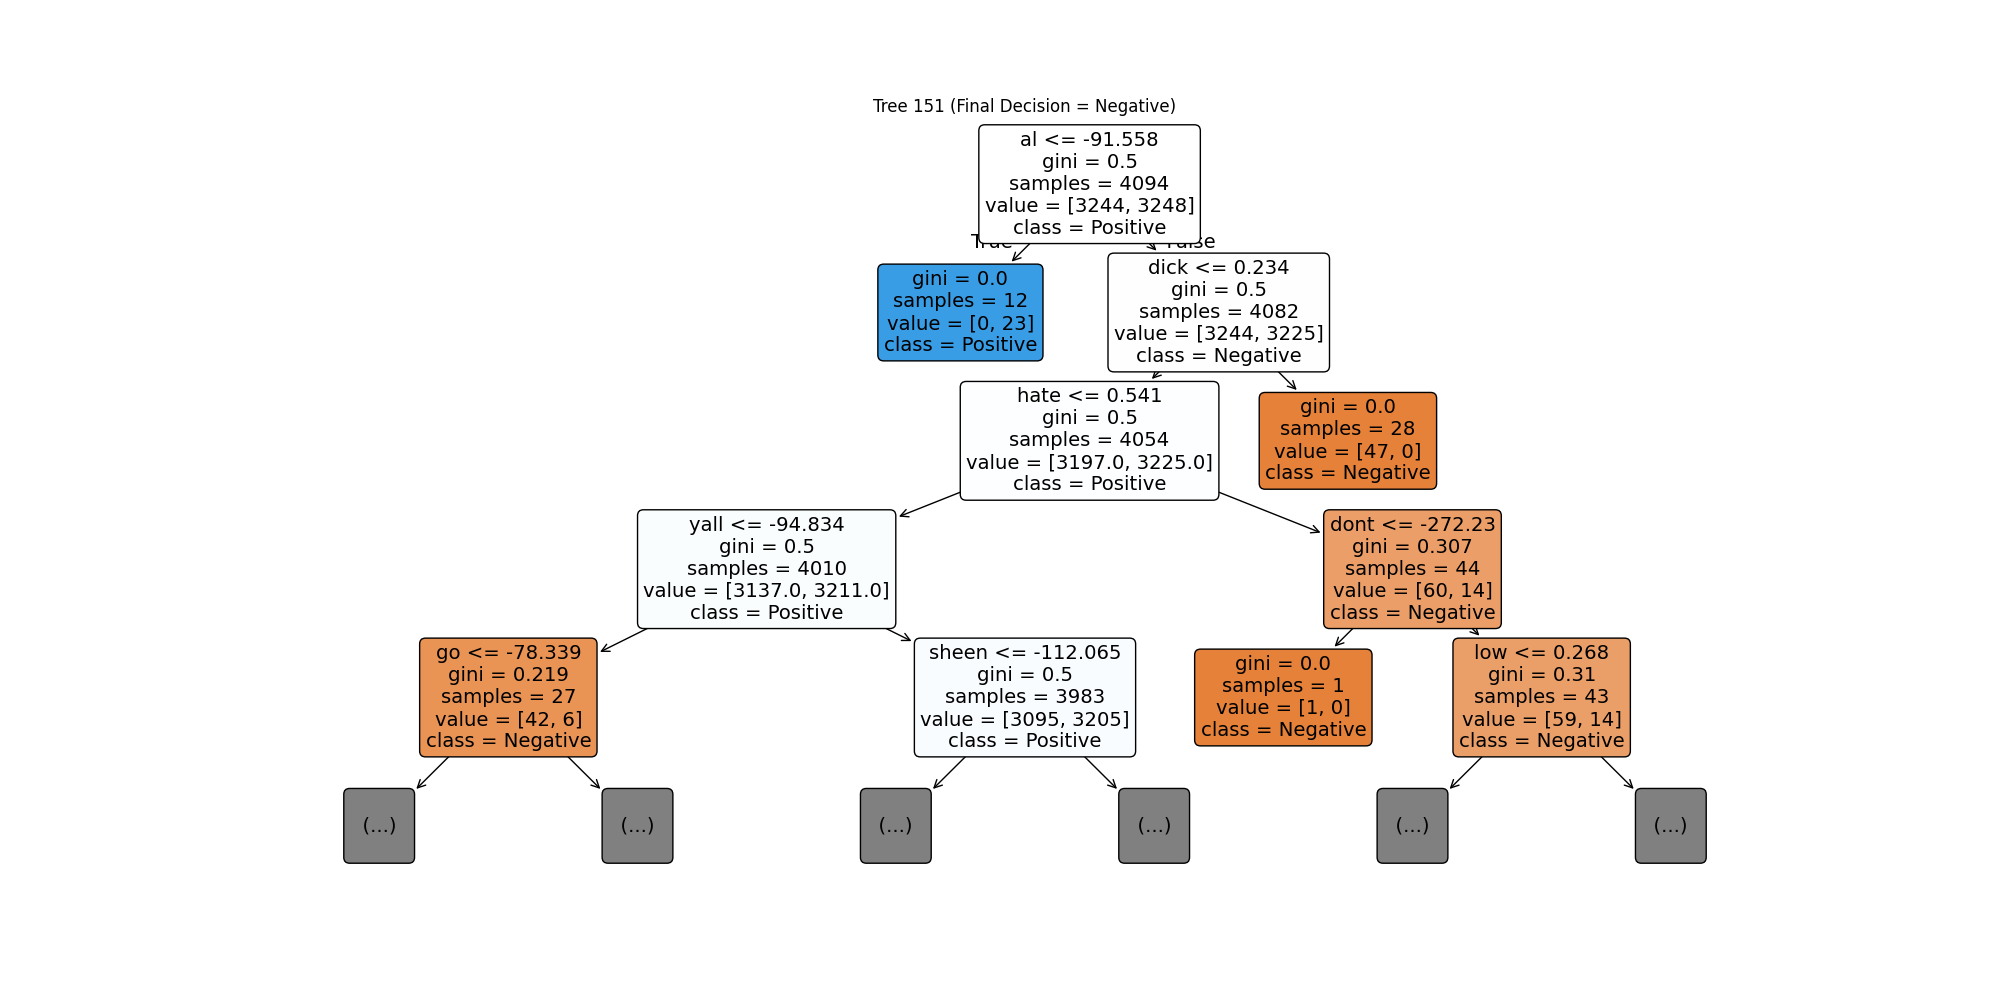 Tree 151 (Final Decision = Negative)
al <= -91.558
gini = 0.5
samples = 4094
value = [3244, 3248]
class = Positive
True
False
gini = 0.0
samples = 12
value = [0, 23]
class = Positive
dick <= 0.234
gini = 0.5
samples = 4082
value = [3244, 3225]
class = Negative
hate <= 0.541
gini = 0.5
samples = 4054
value = [3197.0, 3225.0]
class = Positive
gini = 0.0
samples = 28
value = [47, 0]
class = Negative
yall <= -94.834
gini = 0.5
samples = 4010
value = [3137.0, 3211.0]
class = Positive
dont <= -272.23
gini = 0.307
samples = 44
value = [60, 14]
class = Negative
go <= -78.339
gini = 0.219
samples = 27
value = [42, 6]
class = Negative
sheen <= -112.065
gini = 0.5
samples = 3983
value = [3095, 3205]
class = Positive
gini = 0.0
samples = 1
value = [1, 0]
class = Negative
low <= 0.268
gini = 0.31
samples = 43
value = [59, 14]
class = Negative
(...)
(...)
(...)
(...)
(...)
(...)